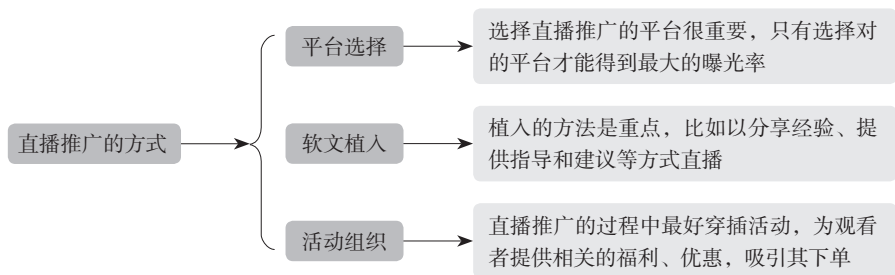 直播推广的方式
平台选择
选择直播推广的平台很重要，只有选择对
的平台才能得到最大的曝光率
软文植入
植入的方法是重点，比如以分享经验、提
供指导和建议等方式直播
活动组织
直播推广的过程中最好穿插活动，为观看
者提供相关的福利、优惠，吸引其下单